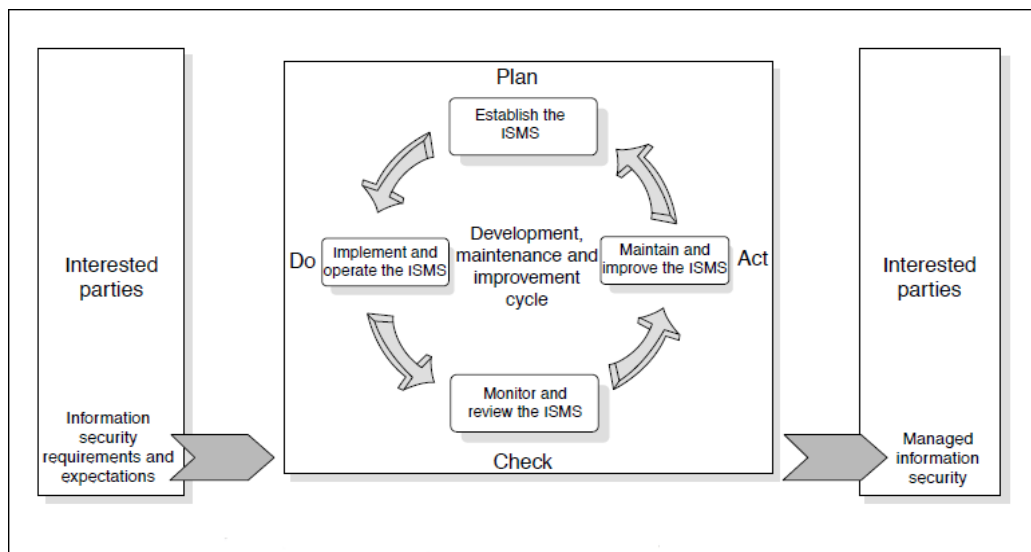 Interested
parties
Information
security
requirements and
expectations
Plan
Establish the
ISMS
Do
Implement and
operate the ISMS
Development,
maintenance and
improvement
cycle
Maintain and
improve the ISMS
Act
Monitor and
review the ISMS
Check
Interested
parties
Managed
information
security